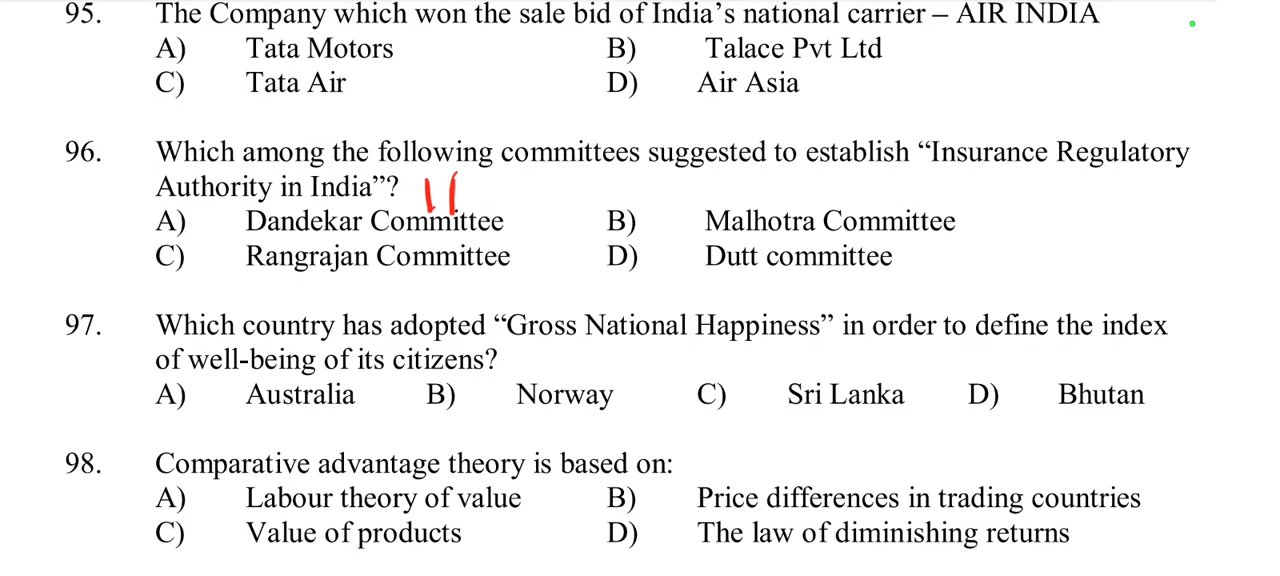 95. The Company which won the sale bid of India’s national carrier – AIR INDIA
A) Tata Motors B) Talace Pvt Ltd
C) Tata Air D) Air Asia
96. Which among the following committees suggested to establish “Insurance Regulatory
Authority in India”?
A) Dandekar Committee B) Malhotra Committee
C) Rangrajan Committee D) Dutt committee
97. Which country has adopted “Gross National Happiness” in order to define the index
of well-being of its citizens?
A) Australia B) Norway C) Sri Lanka D) Bhutan
98. Comparative advantage theory is based on:
A) Labour theory of value B) Price differences in trading countries
C) Value of products D) The law of diminishing returns